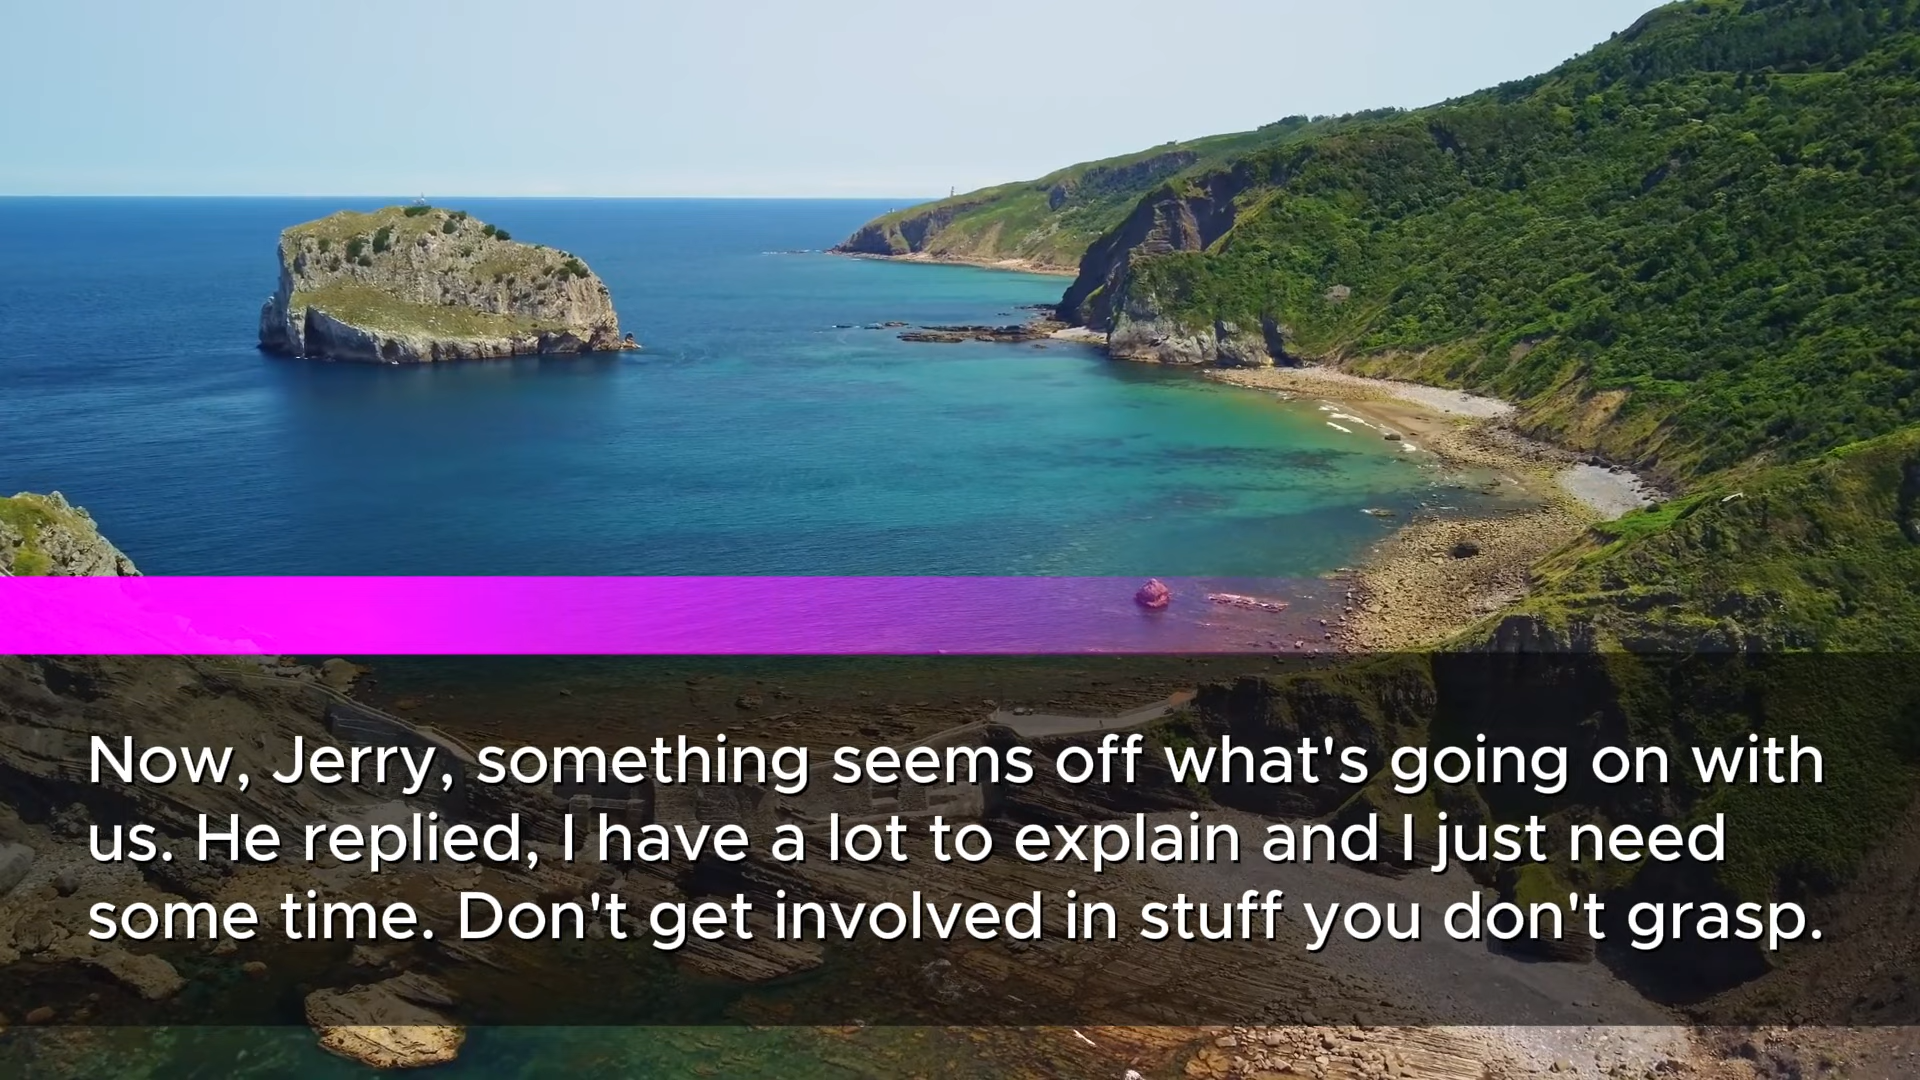 Now, Jerry, something seems off what's going on with
us. He replied, I have a lot to explain and I just need
some time. Don't get involved in stuff you don't grasp.